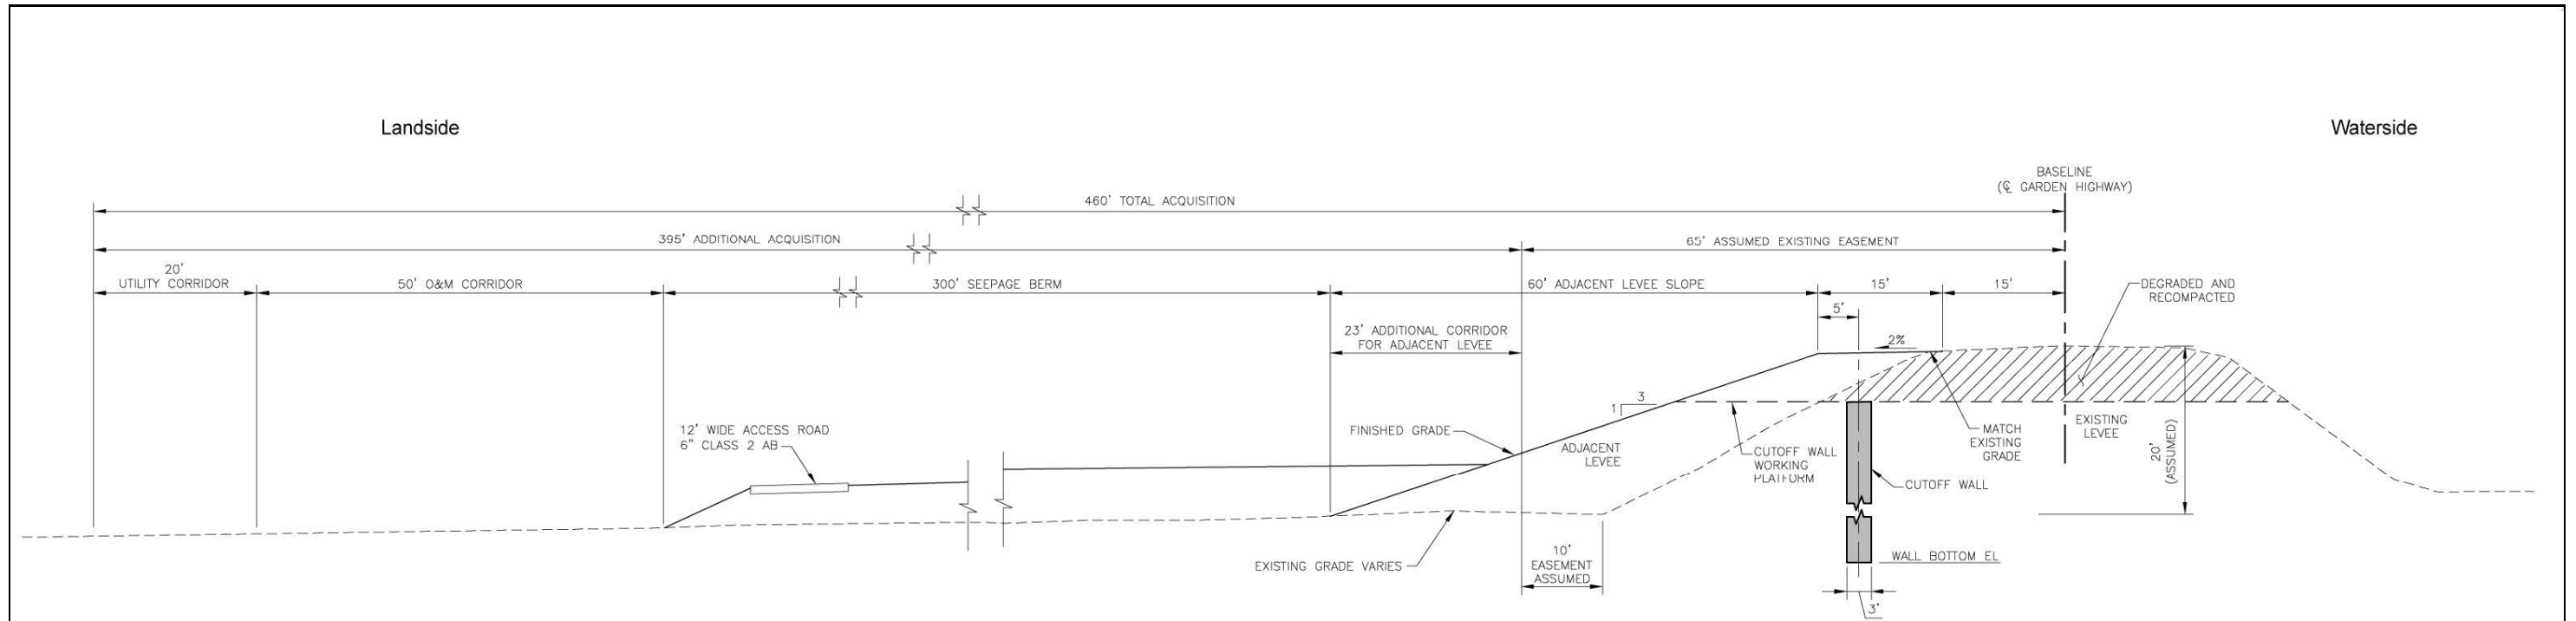 Landside
Waterside
BASELINE
(℄ GARDEN HIGHWAY)
460' TOTAL ACQUISITION
395' ADDITIONAL ACQUISITION
65' ASSUMED EXISTING EASEMENT
20'
UTILITY CORRIDOR
50' O&M CORRIDOR
300' SEEPAGE BERM
60' ADJACENT LEVEE SLOPE
15'
15'
DEGRADED AND
RECOMPACTED
5'
23' ADDITIONAL CORRIDOR
FOR ADJACENT LEVEE
2%
3
1
12' WIDE ACCESS ROAD
6" CLASS 2 AB
FINISHED GRADE
ADJACENT
LEVEE
CUTOFF WALL
WORKING
PLATFORM
MATCH
EXISTING
GRADE
EXISTING
LEVEE
20'
(ASSUMED)
CUTOFF WALL
10'
EASEMENT
ASSUMED
EXISTING GRADE VARIES
WALL BOTTOM EL
3'